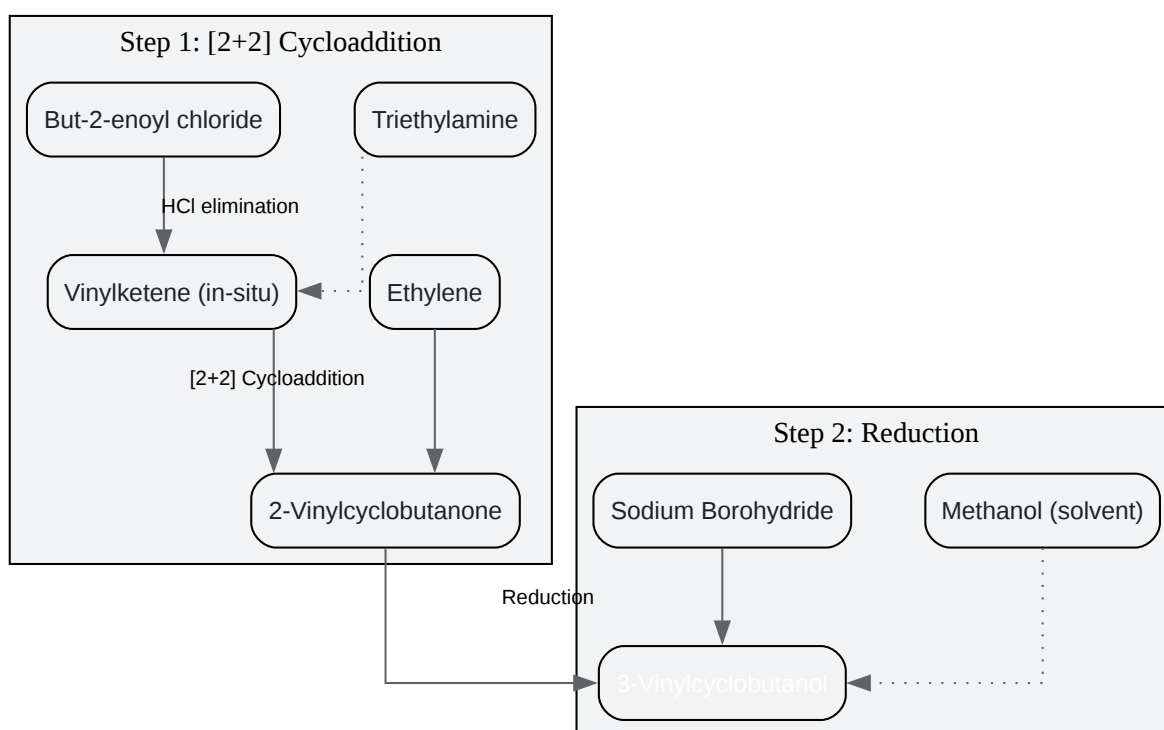 Step 1: [2+2] Cycloaddition
But-2-enoyl chloride
Triethylamine
HCl elimination
Vinylketene (in-situ)
Ethylene
[2+2] Cycloaddition
2-Vinylcyclobutanone
Step 2: Reduction
Sodium Borohydride
Methanol (solvent)
Reduction
3-Vinylcyclobutanol